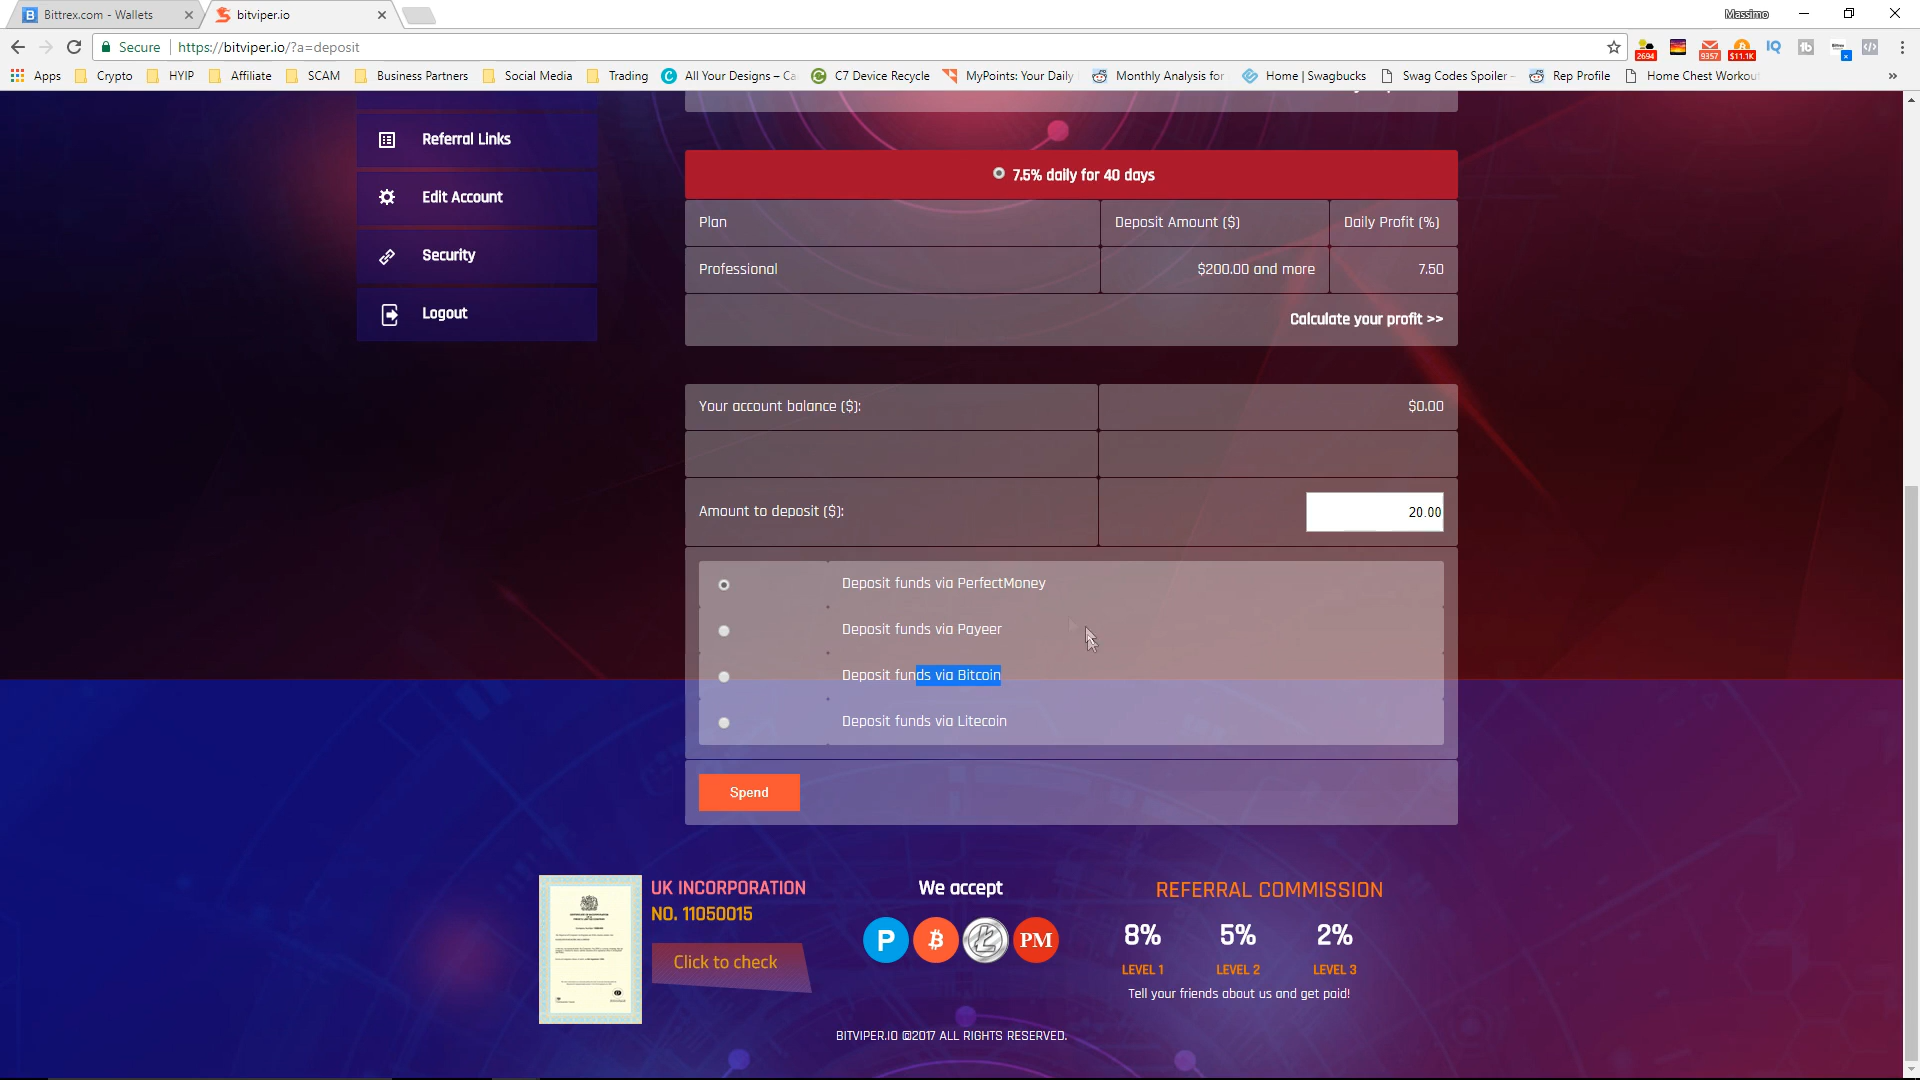 Bittrex.com - Wallets
bitviper.io
Massimo
Secure
https://bitviper.io/?a=deposit
2694
9357
$11.1K
IQ
Apps
Crypto
HYIP
Affiliate
SCAM
Business Partners
Social Media
Trading
All Your Designs – Ca
C7 Device Recycle
MyPoints: Your Daily
Monthly Analysis for
Home | Swagbucks
Swag Codes Spoiler -
Rep Profile
Home Chest Workou
Referral Links
Edit Account
Security
Logout
7.5% daily for 40 days
Plan
Deposit Amount ($)
Daily Profit (%)
Professional
$200.00 and more
7.50
Calculate your profit >>
Your account balance ($):
$0.00
Amount to deposit ($):
20.00
Deposit funds via PerfectMoney
Deposit funds via Payeer
Deposit funds via Bitcoin
Deposit funds via Litecoin
Spend
UK INCORPORATION
NO. 11050015
Click to check
We accept
P
PM
REFERRAL COMMISSION
8%
5%
2%
LEVEL 1
LEVEL 2
LEVEL 3
Tell your friends about us and get paid!
BITVIPER.IO @2017 ALL RIGHTS RESERVED.